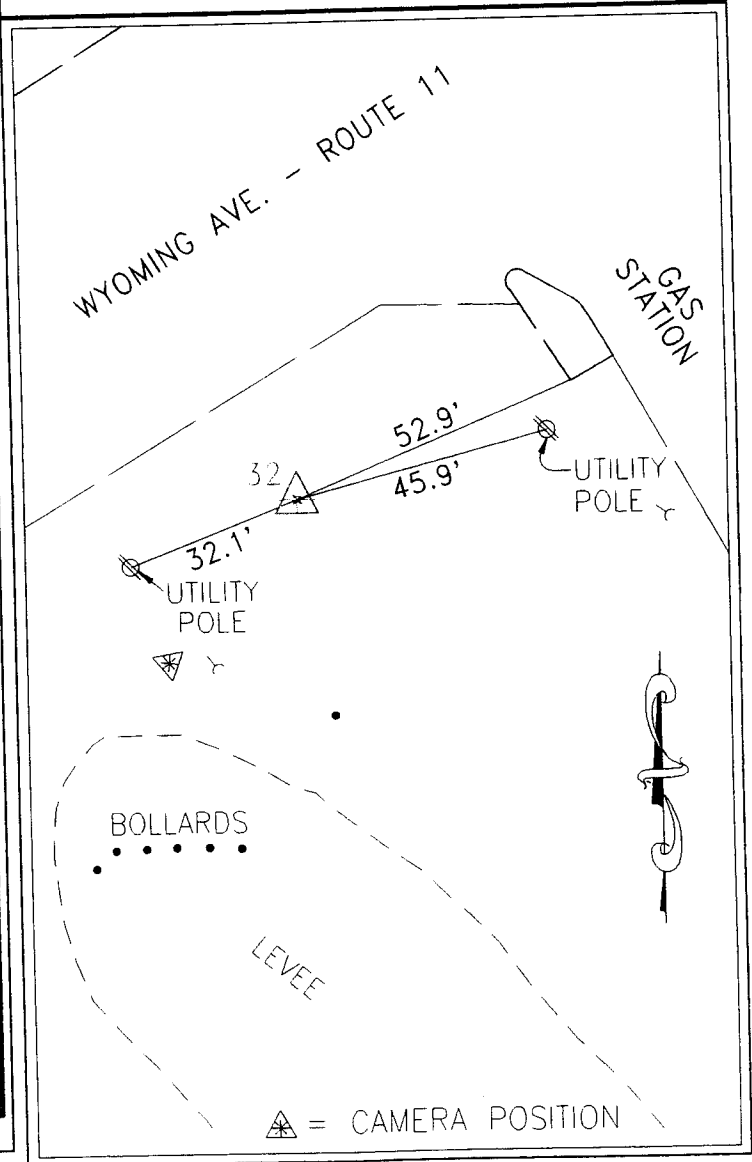 WYOMING AVE. - ROUTE 11
GAS
STATION
52.9'
45.9'
32
32.1'
UTILITY
POLE
UTILITY
POLE
BOLLARDS
LEVEE
= CAMERA POSITION